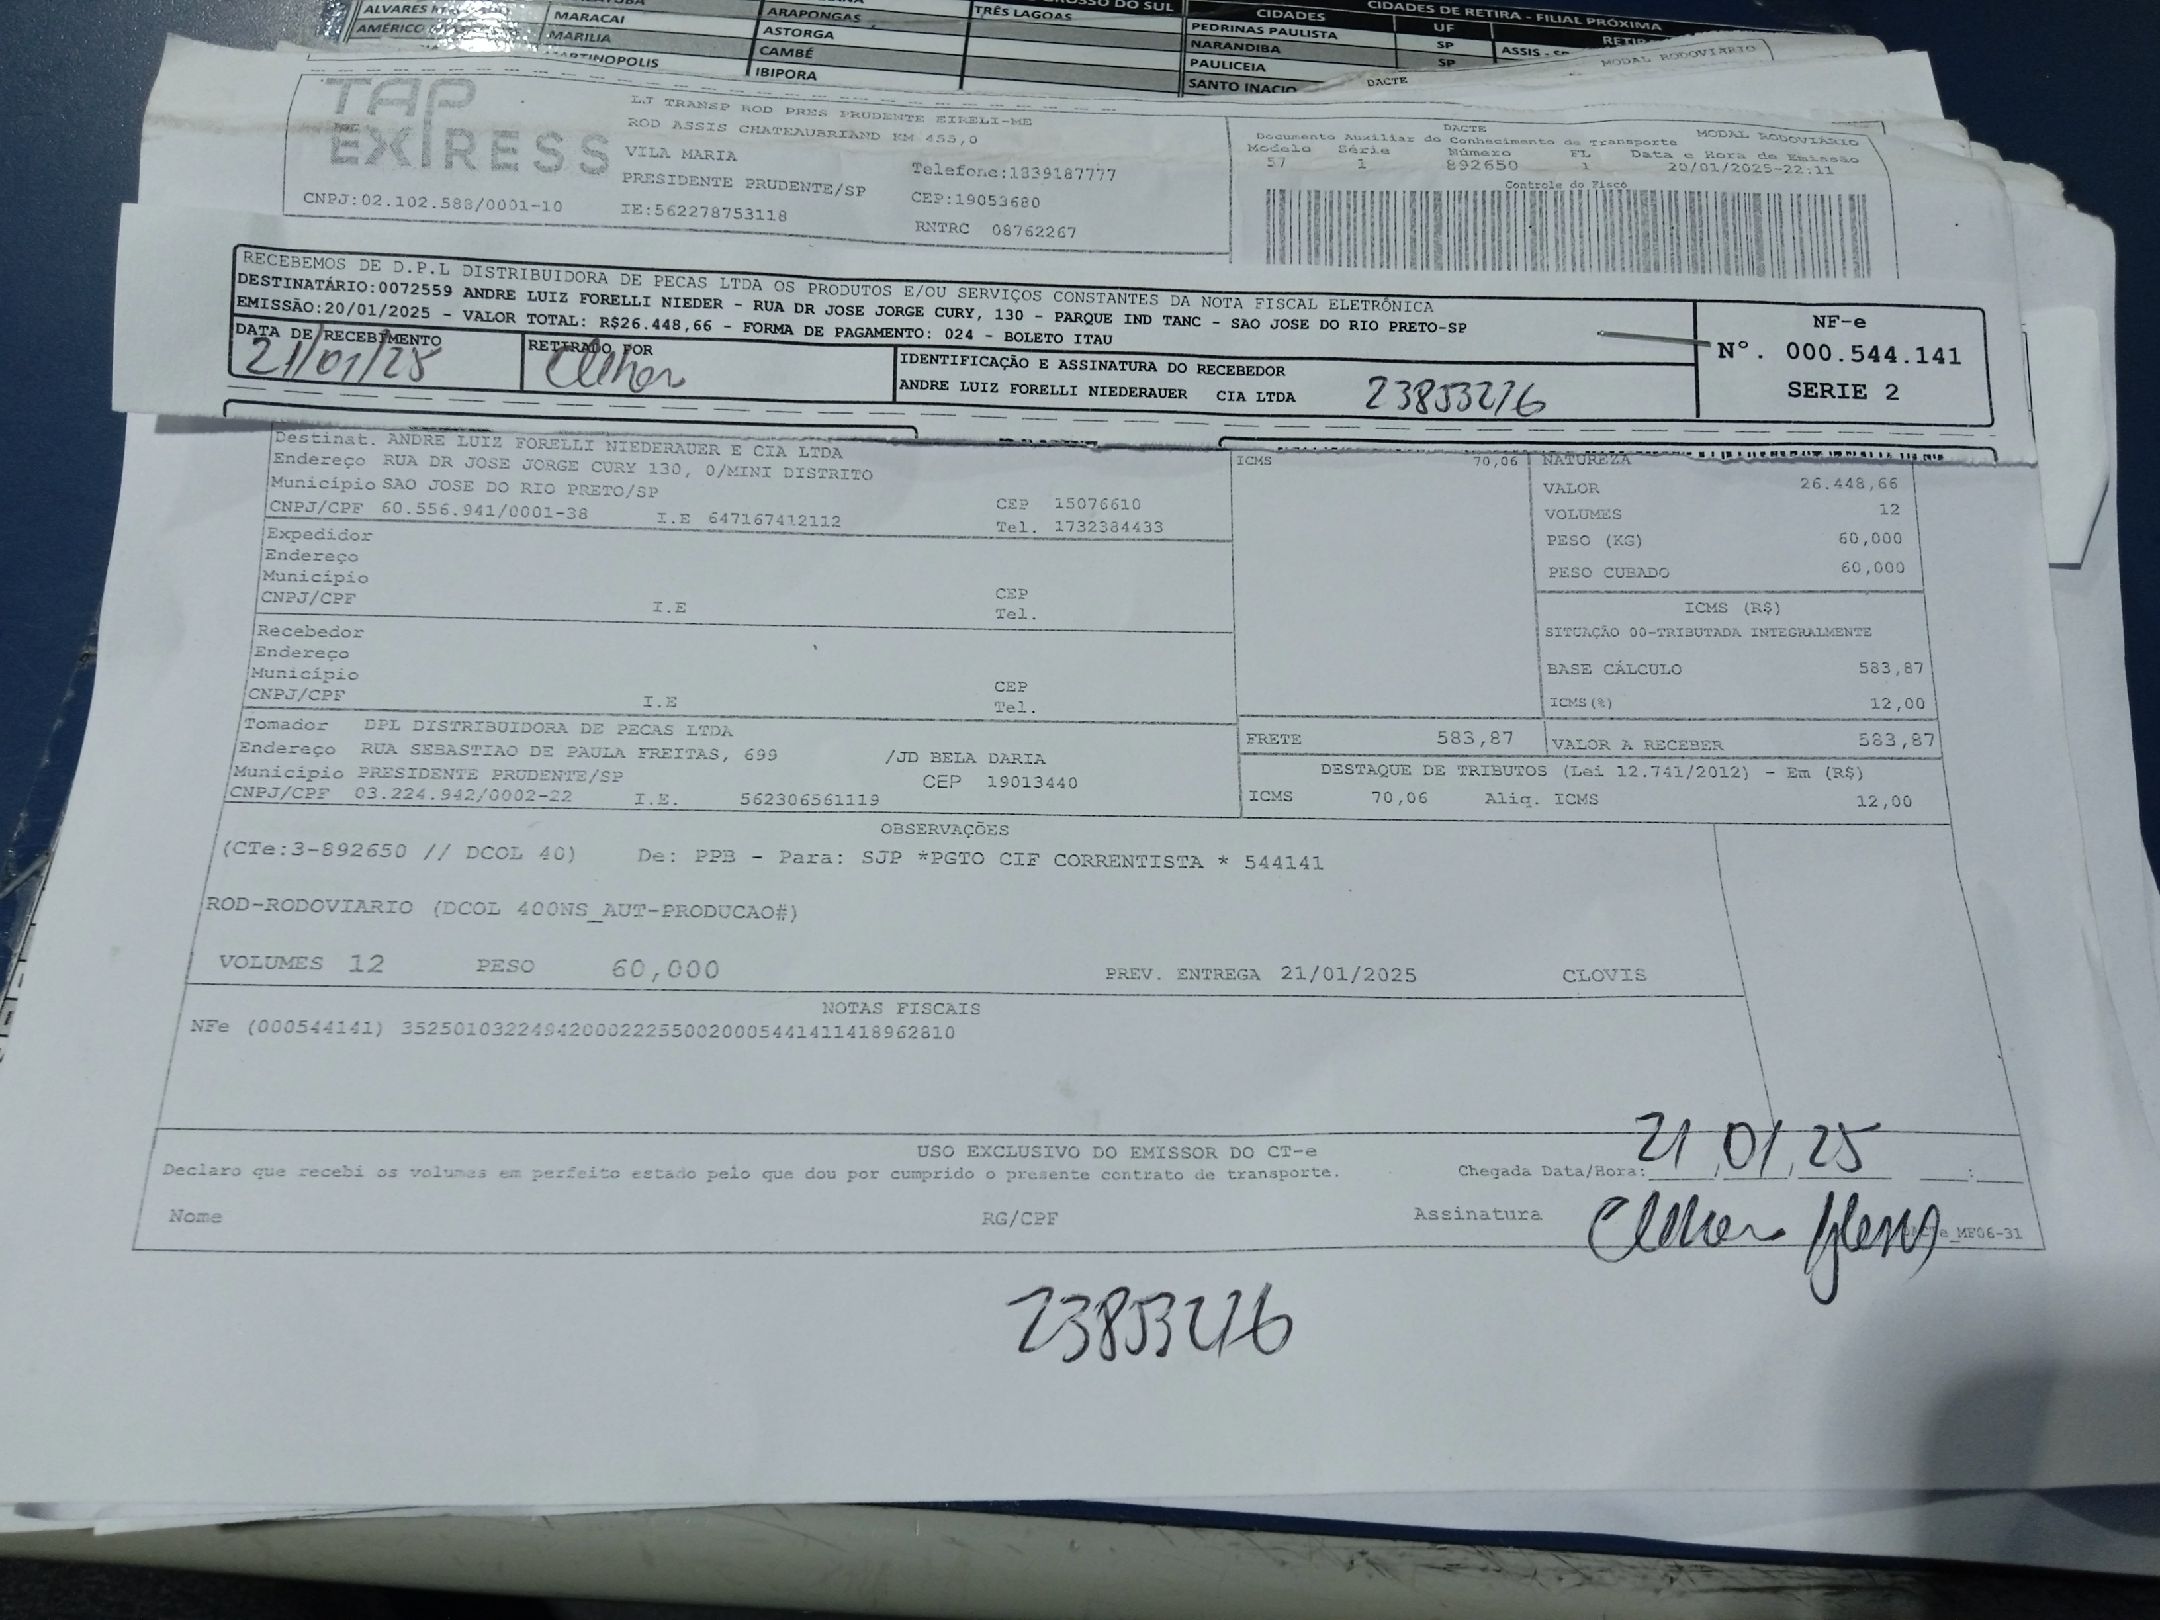 ALVARES
MARACAI
ARAPONGAS
TRÊS LAGOAS
DO SUL
CIDADES
CIDADES DE RETIRA - FILIAL PRÓXIMA
AMÉRICO
MARILIA
ASTORGA
PEDRINAS PAULISTA
UF
MARTINOPOLIS
CAMBÉ
NARANDIBA
SP
ASSIS
IBIPORA
PAULICEIA
SP
SANTO INACIO
DACTE
MODAL RODOVIÁRIO
TAP
EXPRESS
LJ TRANSP ROD PRES PRUDENTE EIRELI-ME
ROD ASSIS CHATEAUBRIAND KM 455,0
VILA MARIA
Telefone:1839187777
PRESIDENTE PRUDENTE/SP
CEP:19053680
CNPJ:02.102.588/0001-10
IE:562278753118
RNTRC 08762267
DACTE
MODAL RODOVIÁRIO
Documento Auxiliar do Conhecimento de Transporte
Modelo Série Número FL Data e Hora de Emissão
57 1 892650 1 20/01/2025-22:11
Controle do Fisco
RECEBEMOS DE D.P.L DISTRIBUIDORA DE PECAS LTDA OS PRODUTOS E/OU SERVIÇOS CONSTANTES DA NOTA FISCAL ELETRÔNICA
DESTINATÁRIO:0072559 ANDRE LUIZ FORELLI NIEDER - RUA DR JOSE JORGE CURY, 130 - PARQUE IND TANC - SAO JOSE DO RIO PRETO-SP
EMISSÃO:20/01/2025 - VALOR TOTAL: R$26.448,66 - FORMA DE PAGAMENTO: 024 - BOLETO ITAU
DATA DE RECEBIMENTO
21/01/25
RETIRADO POR
IDENTIFICAÇÃO E ASSINATURA DO RECEBEDOR
ANDRE LUIZ FORELLI NIEDERAUER CIA LTDA
23853276
NF-e
N°. 000.544.141
SERIE 2
Destinat. ANDRE LUIZ FORELLI NIEDERAUER E CIA LTDA
Endereço RUA DR JOSE JORGE CURY 130, 0/MINI DISTRITO
Município SAO JOSE DO RIO PRETO/SP
CEP 15076610
CNPJ/CPF 60.556.941/0001-38 I.E 647167412112
Tel. 1732384433
ICMS 70,06
NATUREZA
VALOR 26.448,66
VOLUMES 12
PESO (KG) 60,000
PESO CUBADO 60,000
Expedidor
Endereço
Município
CEP
CNPJ/CPF I.E
Tel.
ICMS (R$)
SITUAÇÃO 00-TRIBUTADA INTEGRALMENTE
BASE CÁLCULO 583,87
ICMS(%) 12,00
Recebedor
Endereço
Município
CEP
CNPJ/CPF I.E
Tel.
Tomador DPL DISTRIBUIDORA DE PECAS LTDA
Endereço RUA SEBASTIAO DE PAULA FREITAS, 699 /JD BELA DARIA
Município PRESIDENTE PRUDENTE/SP CEP 19013440
CNPJ/CPF 03.224.942/0002-22 I.E. 562306561119
FRETE 583,87 VALOR A RECEBER 583,87
DESTAQUE DE TRIBUTOS (Lei 12.741/2012) - Em (R$)
ICMS 70,06 Aliq. ICMS 12,00
OBSERVAÇÕES
(CTe:3-892650 // DCOL 40) De: PPB - Para: SJP *PGTO CIF CORRENTISTA * 544141
ROD-RODOVIARIO (DCOL 400NS_AUT-PRODUCAO#)
VOLUMES 12 PESO 60,000 PREV. ENTREGA 21/01/2025 CLOVIS
NOTAS FISCAIS
NFe (000544141) 35250103224942000222550020005441411418962810
USO EXCLUSIVO DO EMISSOR DO CT-e
Declaro que recebi os volumes em perfeito estado pelo que dou por cumprido o presente contrato de transporte.
Chegada Data/Hora: 21/01/25
Nome
RG/CPF
Assinatura
MF06-31
23853276